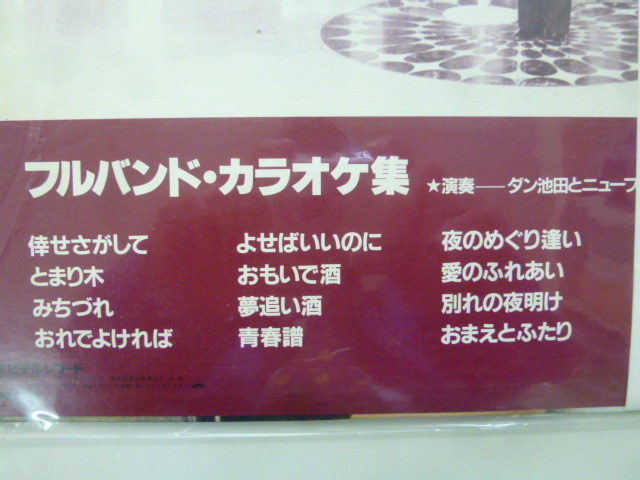 フルバンド・カラオケ集 ★演奏——ダン池田とニューブ
倖せさがして
とまり木
みちづれ
おれでよければ
よせばいいのに
おもいで酒
夢追い酒
青春譜
夜のめぐり逢い
愛のふれあい
別れの夜明け
おまえとふたり